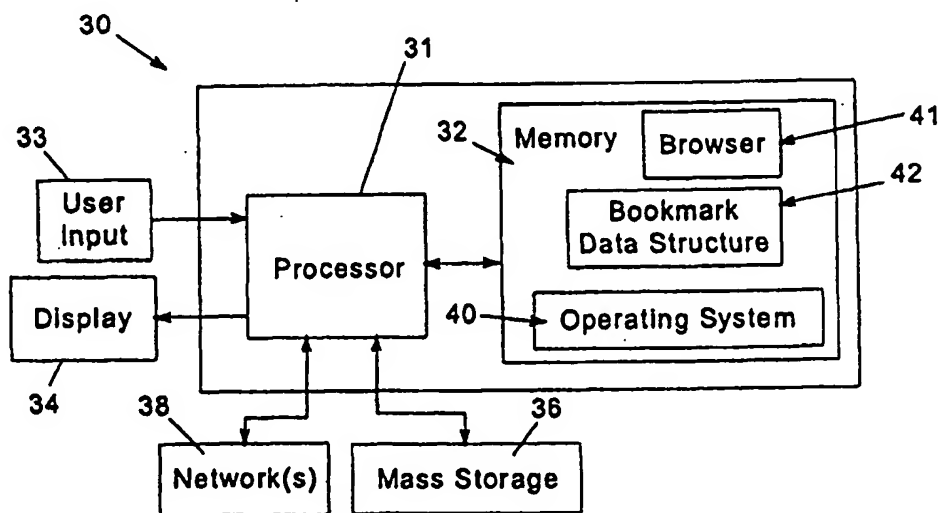 30
31
33
User
Input
Processor
32
Memory
Browser
41
42
Bookmark
Data Structure
40
Operating System
Display
34
38
36
Network(s)
Mass Storage